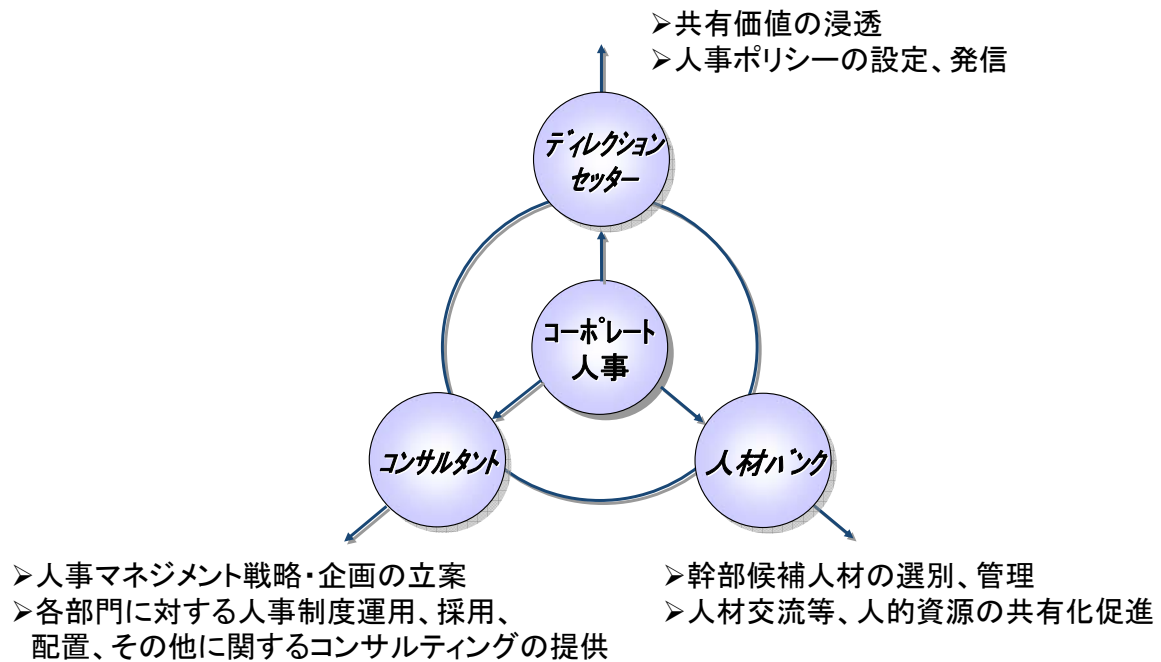 ➢共有価値の浸透
➢人事ポリシーの設定、発信
ディレクション
セッター
コーポレート
人事
コンサルタント
人材バンク
➢人事マネジメント戦略・企画の立案
➢各部門に対する人事制度運用、採用、
配置、その他に関するコンサルティングの提供
➢幹部候補人材の選別、管理
➢人材交流等、人的資源の共有化促進